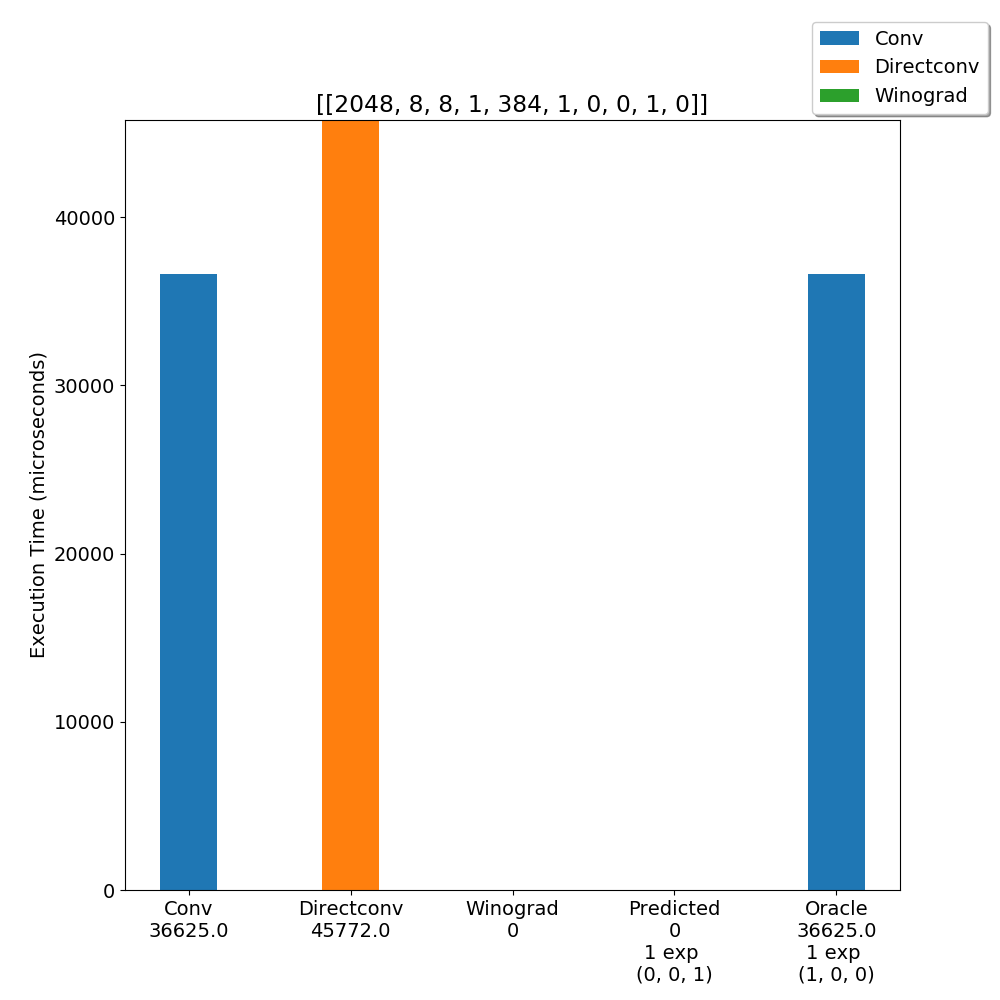 Conv
Directconv
Winograd
[[2048, 8, 8, 1, 384, 1, 0, 0, 1, 0]]
Execution Time (microseconds)
40000
30000
20000
10000
0
Conv
36625.0
Directconv
45772.0
Winograd
0
Predicted
0
1 exp
(0, 0, 1)
Oracle
36625.0
1 exp
(1, 0, 0)